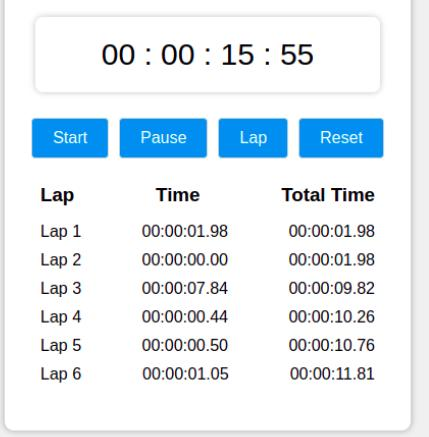 00 : 00 : 15 : 55
Start Pause Lap Reset
Lap Time Total Time
Lap 1 00:00:01.98 00:00:01.98
Lap 2 00:00:00.00 00:00:01.98
Lap 3 00:00:07.84 00:00:09.82
Lap 4 00:00:00.44 00:00:10.26
Lap 5 00:00:00.50 00:00:10.76
Lap 6 00:00:01.05 00:00:11.81